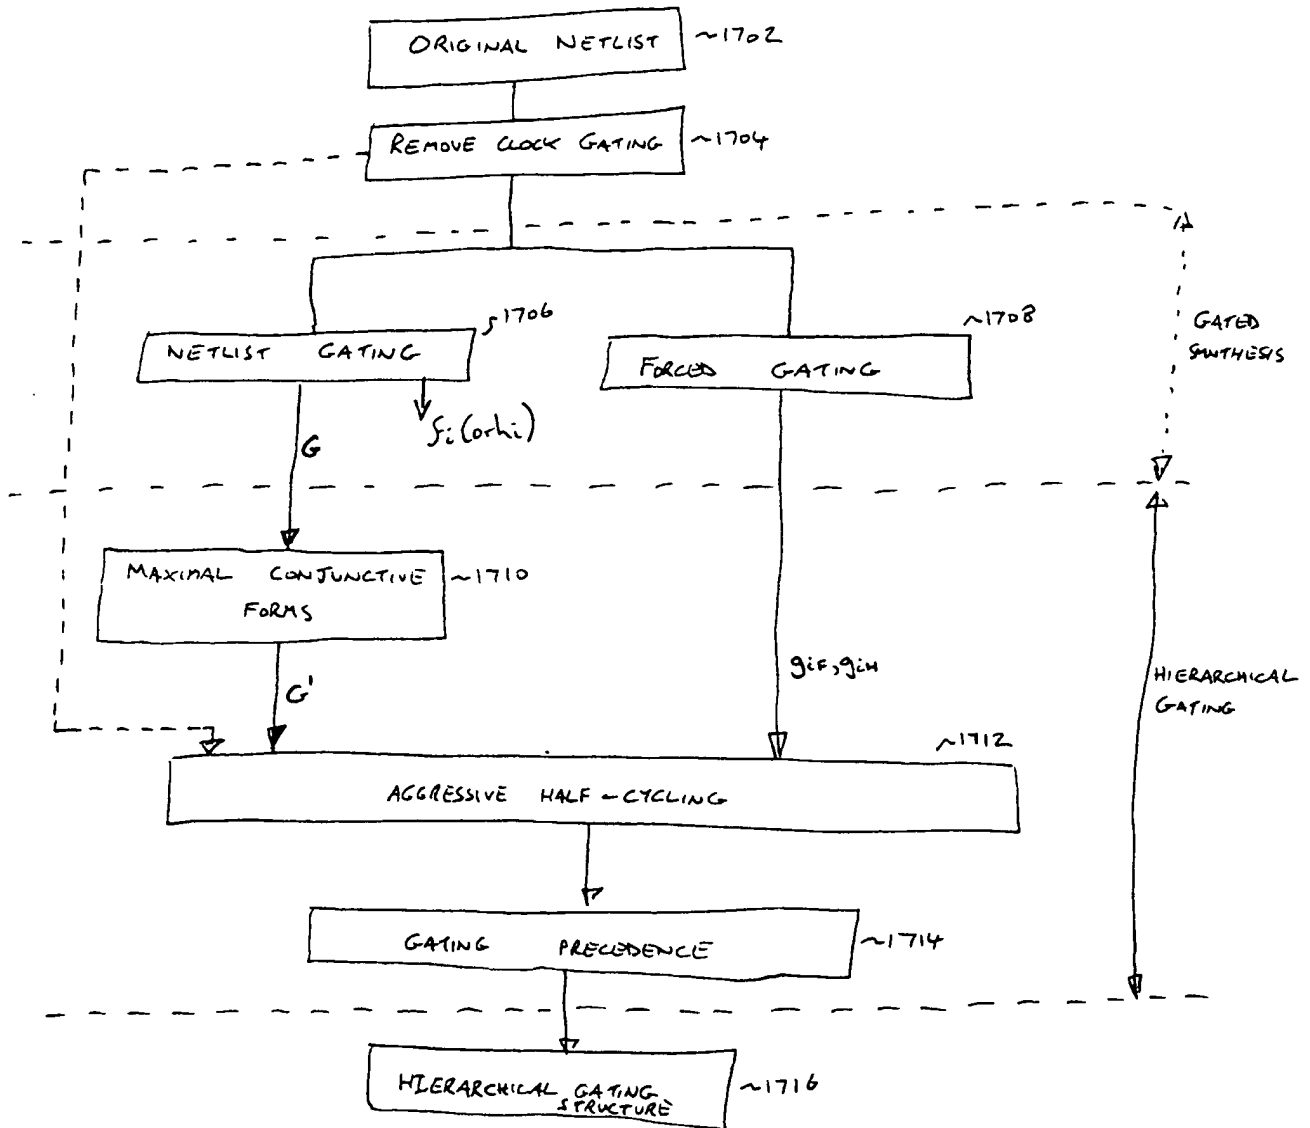 ORIGINAL NETLIST ~1702
REMOVE CLOCK GATING ~1704
NETLIST GATING 1706
FORCED GATING ~1708
GATED
SYNTHESIS
fi(orhi)
G
MAXIMAL CONJUNCTIVE
FORMS
~1710
giF, giH
G'
HIERARCHICAL
GATING
~1712
AGGRESSIVE HALF-CYCLING
GATING PRECEDENCE ~1714
HIERARCHICAL GATING
STRUCTURE
~1716